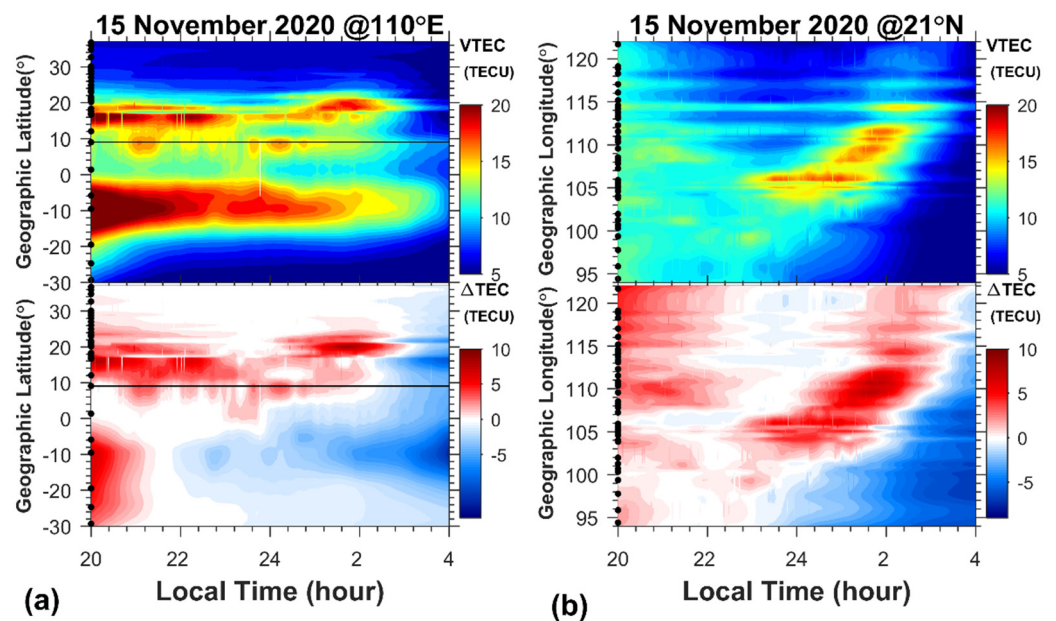 (a)
15 November 2020 @110°E
VTEC
(TECU)
Geographic Latitude(°)
30
20
10
0
-10
-20
-30
20
15
10
5
ΔTEC
(TECU)
Geographic Latitude(°)
30
20
10
0
-10
-20
-30
10
5
0
-5
20 22 24 2 4
Local Time (hour)
(a)
(b)
15 November 2020 @21°N
VTEC
(TECU)
Geographic Longitude(°)
120
115
110
105
100
95
20
15
10
5
ΔTEC
(TECU)
Geographic Longitude(°)
120
115
110
105
100
95
10
5
0
-5
20 22 24 2 4
Local Time (hour)
(b)